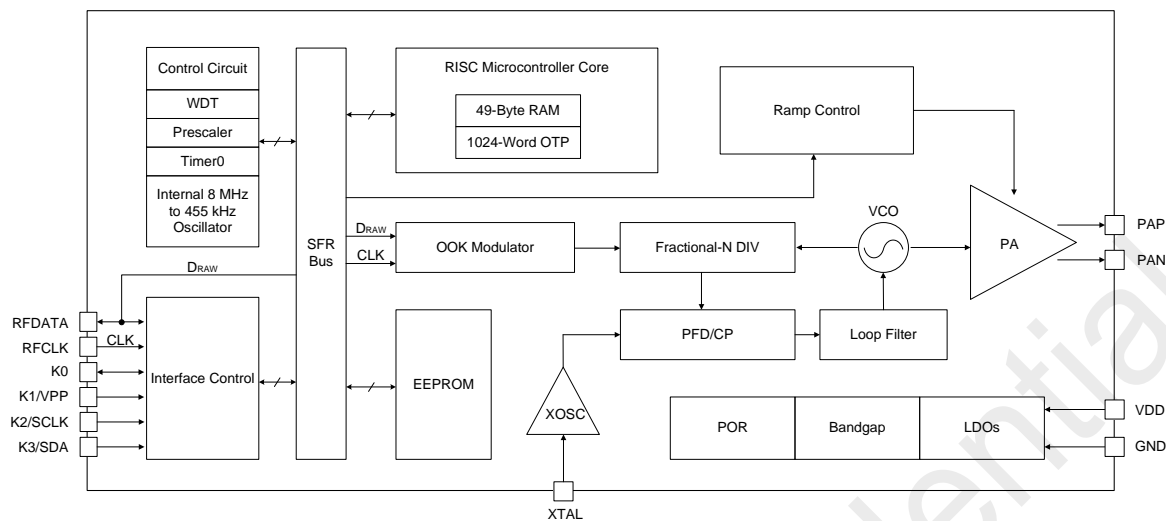 Control Circuit
WDT
Prescaler
Timer0
Internal 8 MHz
to 455 kHz
Oscillator
SFR
Bus
RISC Microcontroller Core
49-Byte RAM
1024-Word OTP
Ramp Control
DRAW
CLK
OOK Modulator
Fractional-N DIV
VCO
PA
PAP
PAN
DRAW
RFDATA
RFCLK
CLK
K0
K1/VPP
K2/SCLK
K3/SDA
Interface Control
EEPROM
PFD/CP
Loop Filter
XOSC
POR
Bandgap
LDOs
VDD
GND
XTAL